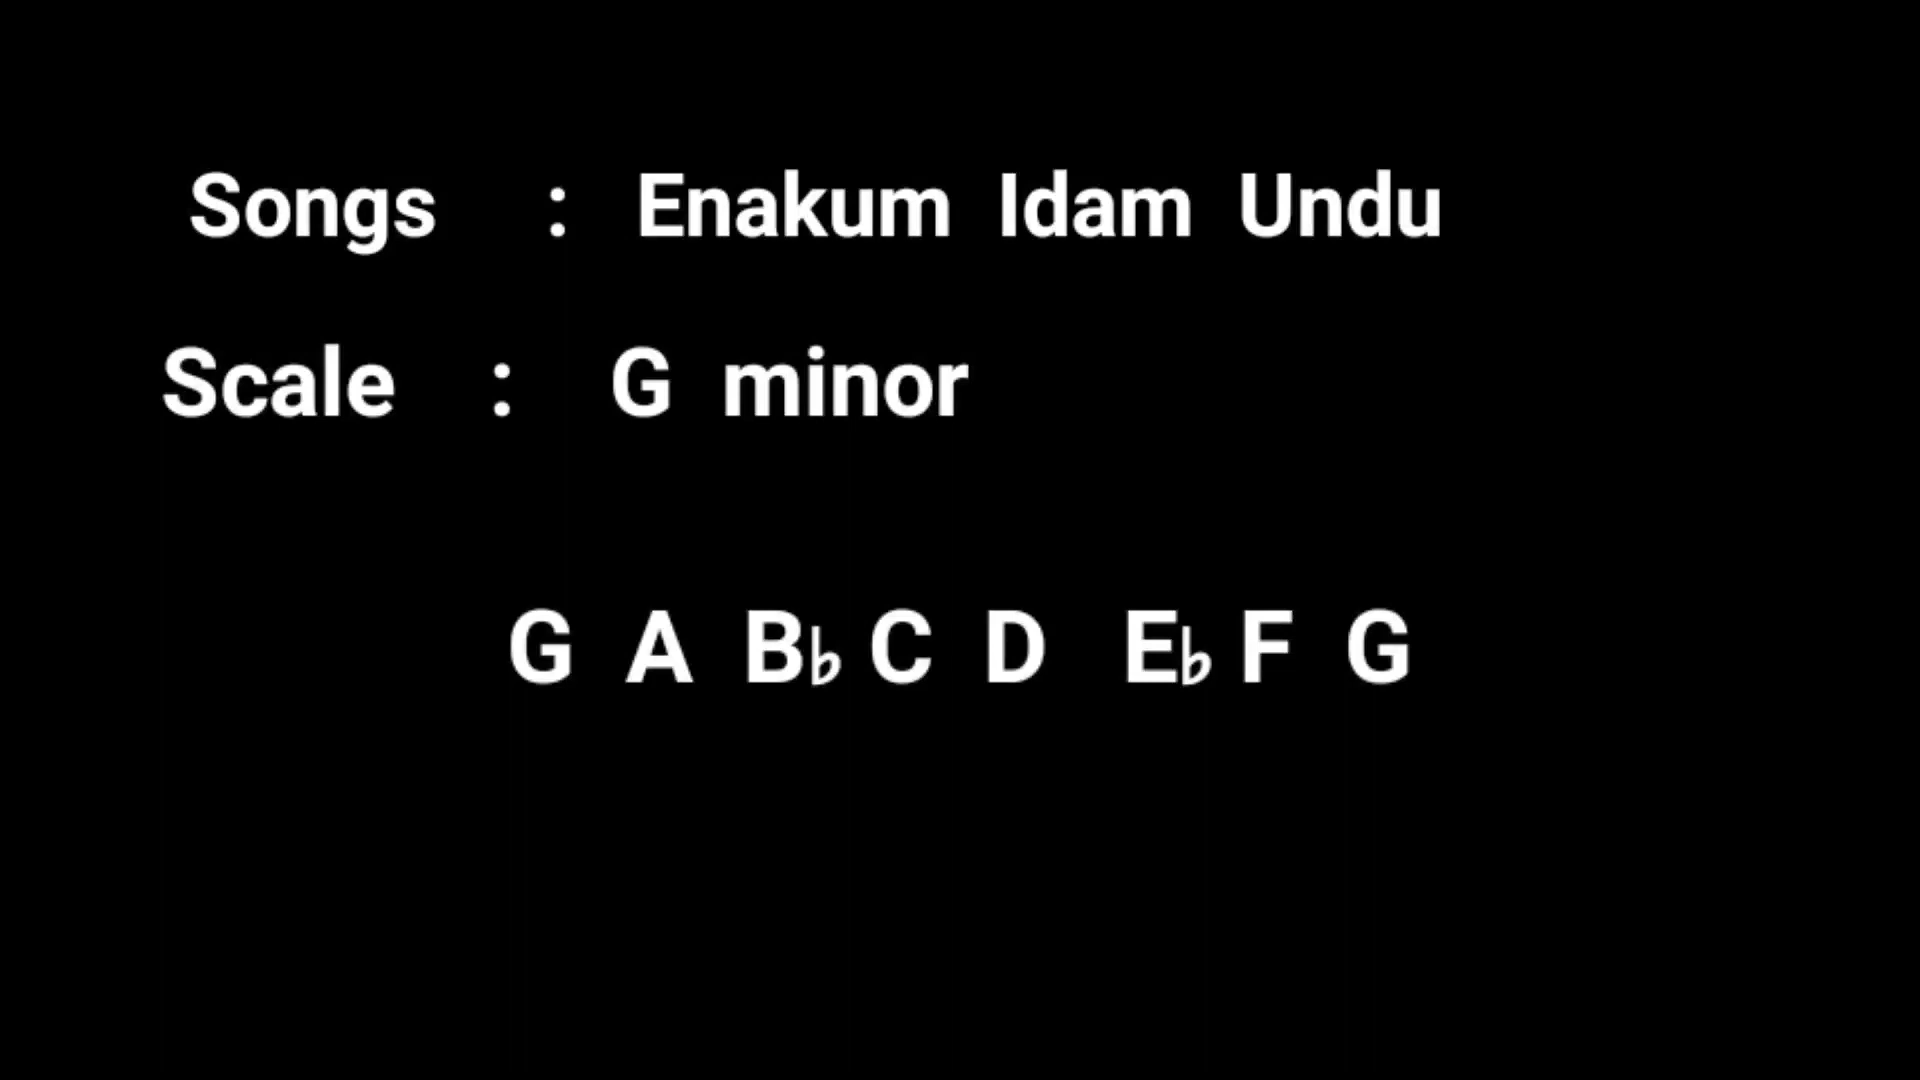 Songs : Enakum Idam Undu
Scale : G minor
G A B♭ C D E♭ F G